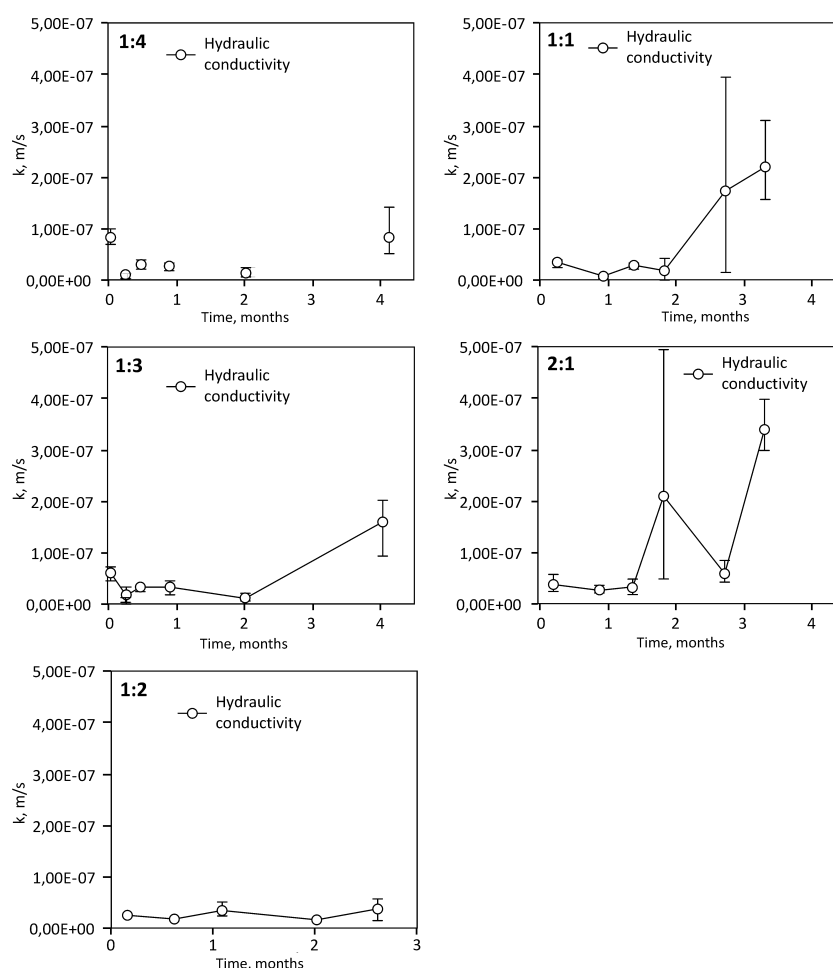 5,00E-07
1:4
Hydraulic
conductivity
4,00E-07
3,00E-07
k, m/s
2,00E-07
1,00E-07
0,00E+00
0 1 2 3 4
Time, months
5,00E-07
1:1
Hydraulic
conductivity
4,00E-07
3,00E-07
k, m/s
2,00E-07
1,00E-07
0,00E+00
0 1 2 3 4
Time, months
5,00E-07
1:3
Hydraulic
conductivity
4,00E-07
3,00E-07
k, m/s
2,00E-07
1,00E-07
0,00E+00
0 1 2 3 4
Time, months
5,00E-07
2:1
Hydraulic
conductivity
4,00E-07
3,00E-07
k, m/s
2,00E-07
1,00E-07
0,00E+00
0 1 2 3 4
Time, months
5,00E-07
1:2
Hydraulic
conductivity
4,00E-07
3,00E-07
k, m/s
2,00E-07
1,00E-07
0,00E+00
0 1 2 3
Time, months